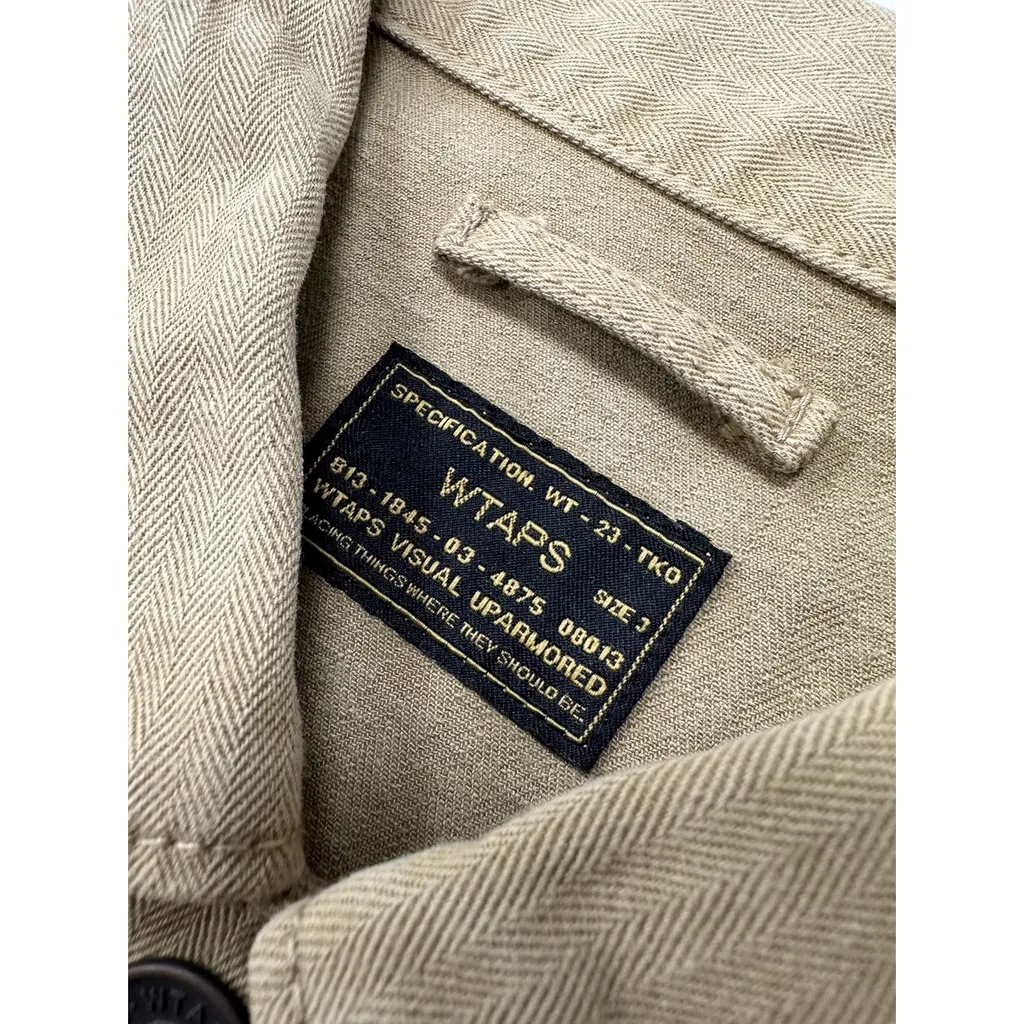 SPECIFICATION. WT - 23 - TKO
WTAPS
SIZE 3
813 - 1845 - 03 - 4875 08013
WTAPS VISUAL UPARMORED
THINGS WHERE THEY SHOULD BE.
WTA